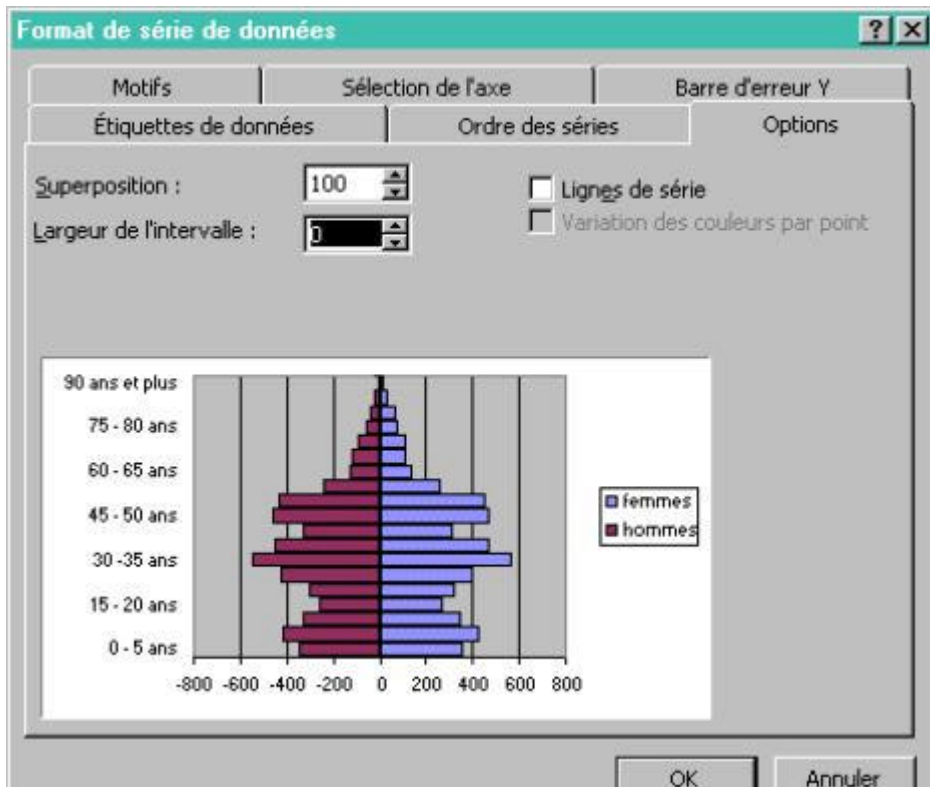 Format de série de données
Motifs
Sélection de l'axe
Barre d'erreur Y
Étiquettes de données
Ordre des séries
Options
Superposition :
100
Lignes de série
Largeur de l'intervalle :
0
Variation des couleurs par point
90 ans et plus
75 - 80 ans
60 - 65 ans
45 - 50 ans
30 -35 ans
15 - 20 ans
0 - 5 ans
-800 -600 -400 -200 0 200 400 600 800
femmes
hommes
OK
Annuler